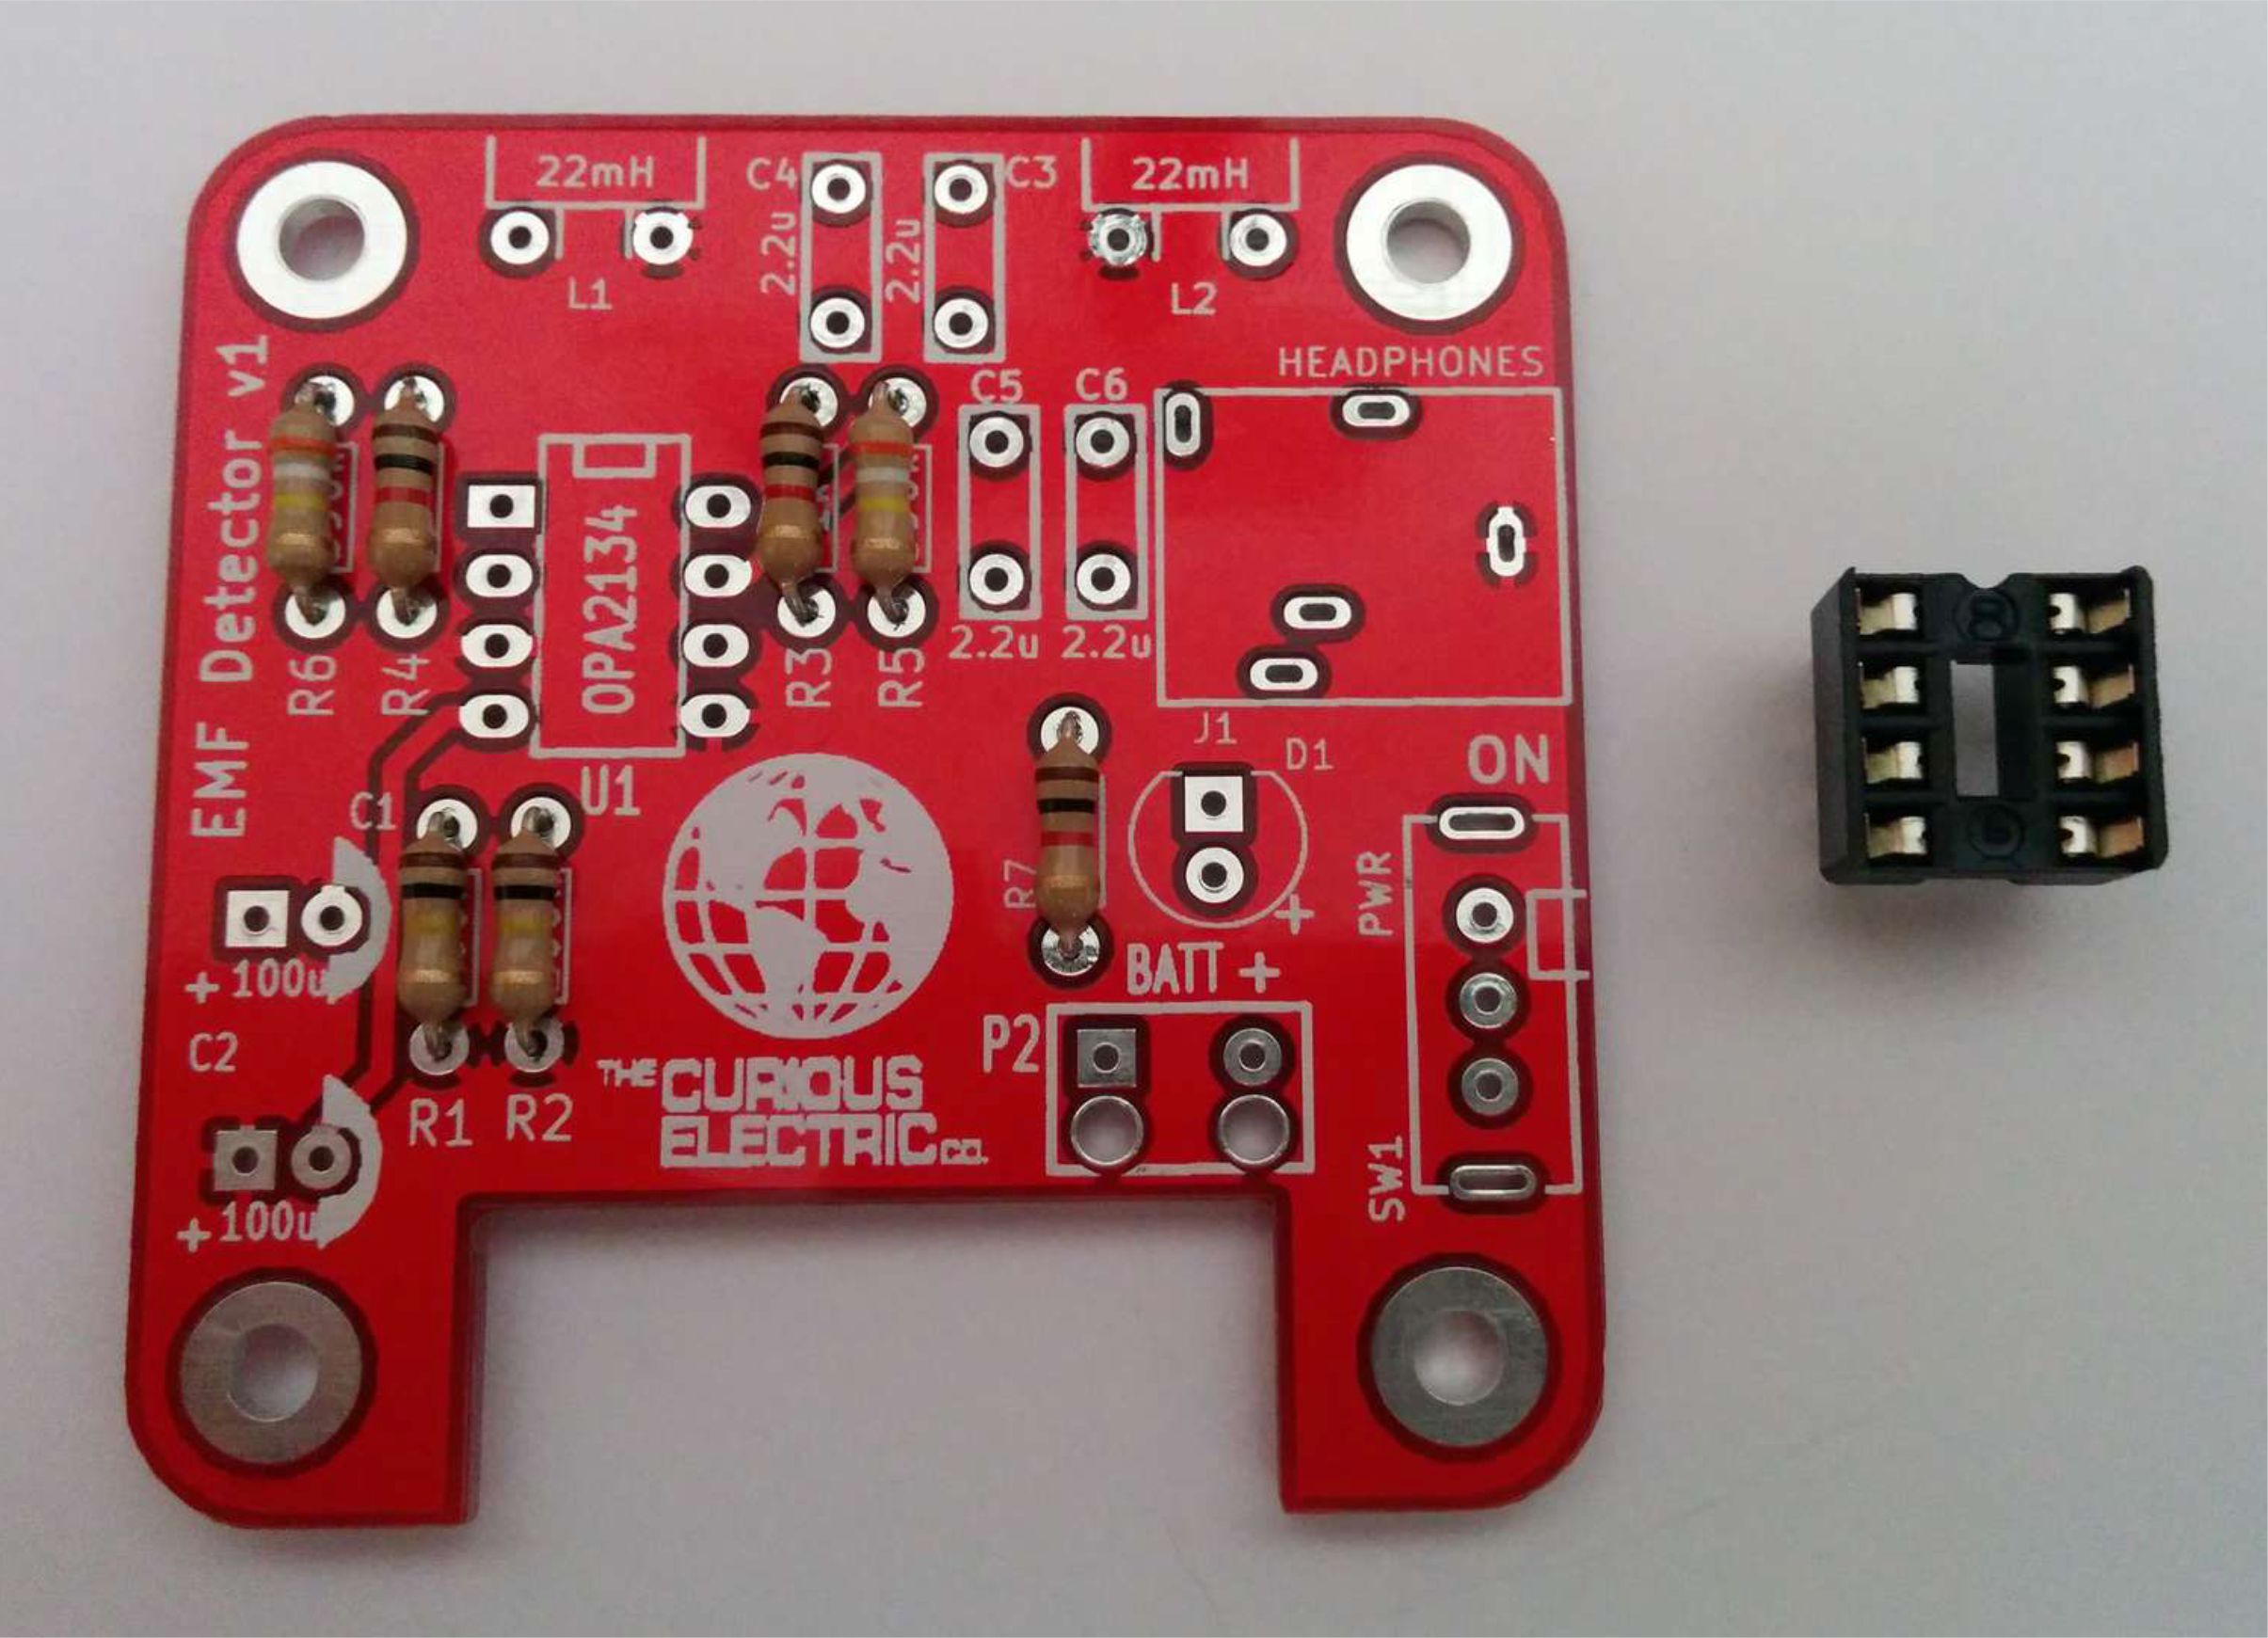 22mH
C4
C3
22mH
2.2u
2.2u
L1
L2
HEADPHONES
EMF Detector v1
C5
C6
OPA2134
2.2u
2.2u
R6
R4
R3
R5
J1
D1
ON
U1
C1
PWR
R7
+
+ 100u
BATT +
C2
P2
THE CURIOUS
ELECTRIC CO.
R1
R2
SW1
+ 100u